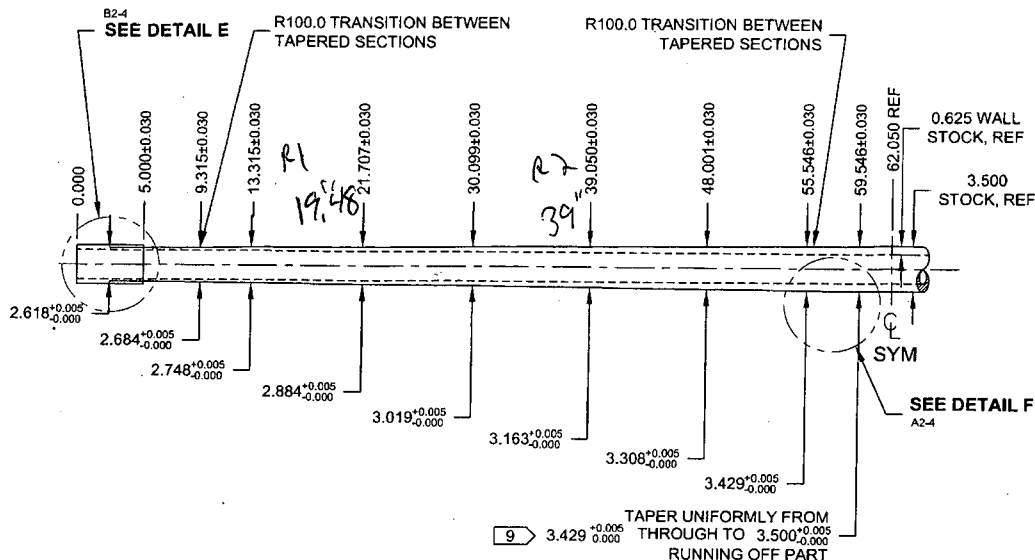 B2-4
SEE DETAIL E
R100.0 TRANSITION BETWEEN
TAPERED SECTIONS
R100.0 TRANSITION BETWEEN
TAPERED SECTIONS
0.000
5.000±0.030
9.315±0.030
13.315±0.030
R1
19."48
21.707±0.030
30.099±0.030
R2
39"
39.050±0.030
48.001±0.030
55.546±0.030
59.546±0.030
62.050 REF
0.625 WALL
STOCK, REF
3.500
STOCK, REF
2.618 +0.005 -0.000
2.684 +0.005 -0.000
2.748 +0.005 -0.000
2.884 +0.005 -0.000
3.019 +0.005 -0.000
3.163 +0.005 -0.000
3.308 +0.005 -0.000
3.429 +0.005 -0.000
℄
SYM
SEE DETAIL F
A2-4
9 3.429 +0.005 0.000 TAPER UNIFORMLY FROM
THROUGH TO 3.500 +0.005 -0.000
RUNNING OFF PART